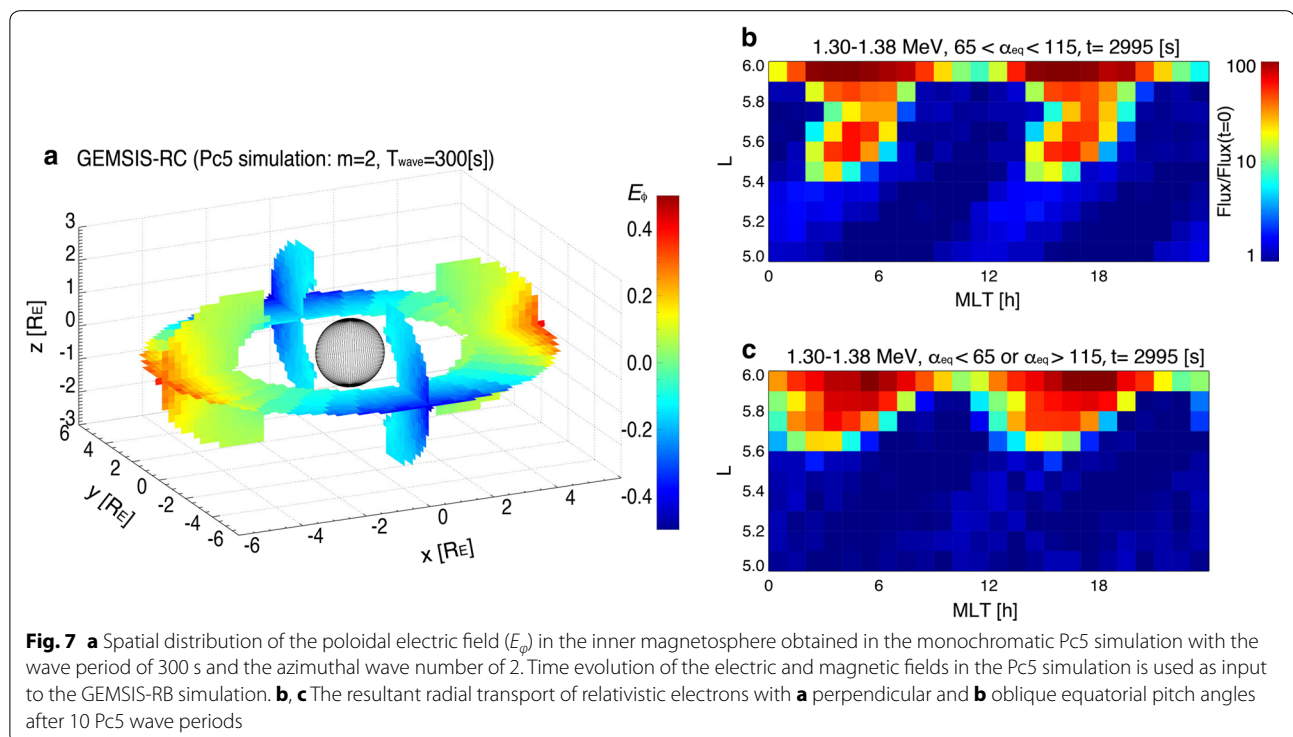 a GEMSIS-RC (Pc5 simulation: m=2, Twave=300[s])
Eφ
0.4
0.2
0.0
-0.2
-0.4
3
2
1
0
-1
-2
-3
z [RE]
6
4
2
0
-2
-4
-6
y [RE]
-6
-4
-2
0
2
4
x [RE]
b
1.30-1.38 MeV, 65 < αeq < 115, t= 2995 [s]
6.0
5.8
5.6
5.4
5.2
5.0
L
0
6
12
18
MLT [h]
100
10
1
Flux/Flux(t=0)
c
1.30-1.38 MeV, αeq < 65 or αeq > 115, t= 2995 [s]
6.0
5.8
5.6
5.4
5.2
5.0
L
0
6
12
18
MLT [h]
Fig. 7 a Spatial distribution of the poloidal electric field (Eφ) in the inner magnetosphere obtained in the monochromatic Pc5 simulation with the
wave period of 300 s and the azimuthal wave number of 2. Time evolution of the electric and magnetic fields in the Pc5 simulation is used as input
to the GEMSIS-RB simulation. b, c The resultant radial transport of relativistic electrons with a perpendicular and b oblique equatorial pitch angles
after 10 Pc5 wave periods